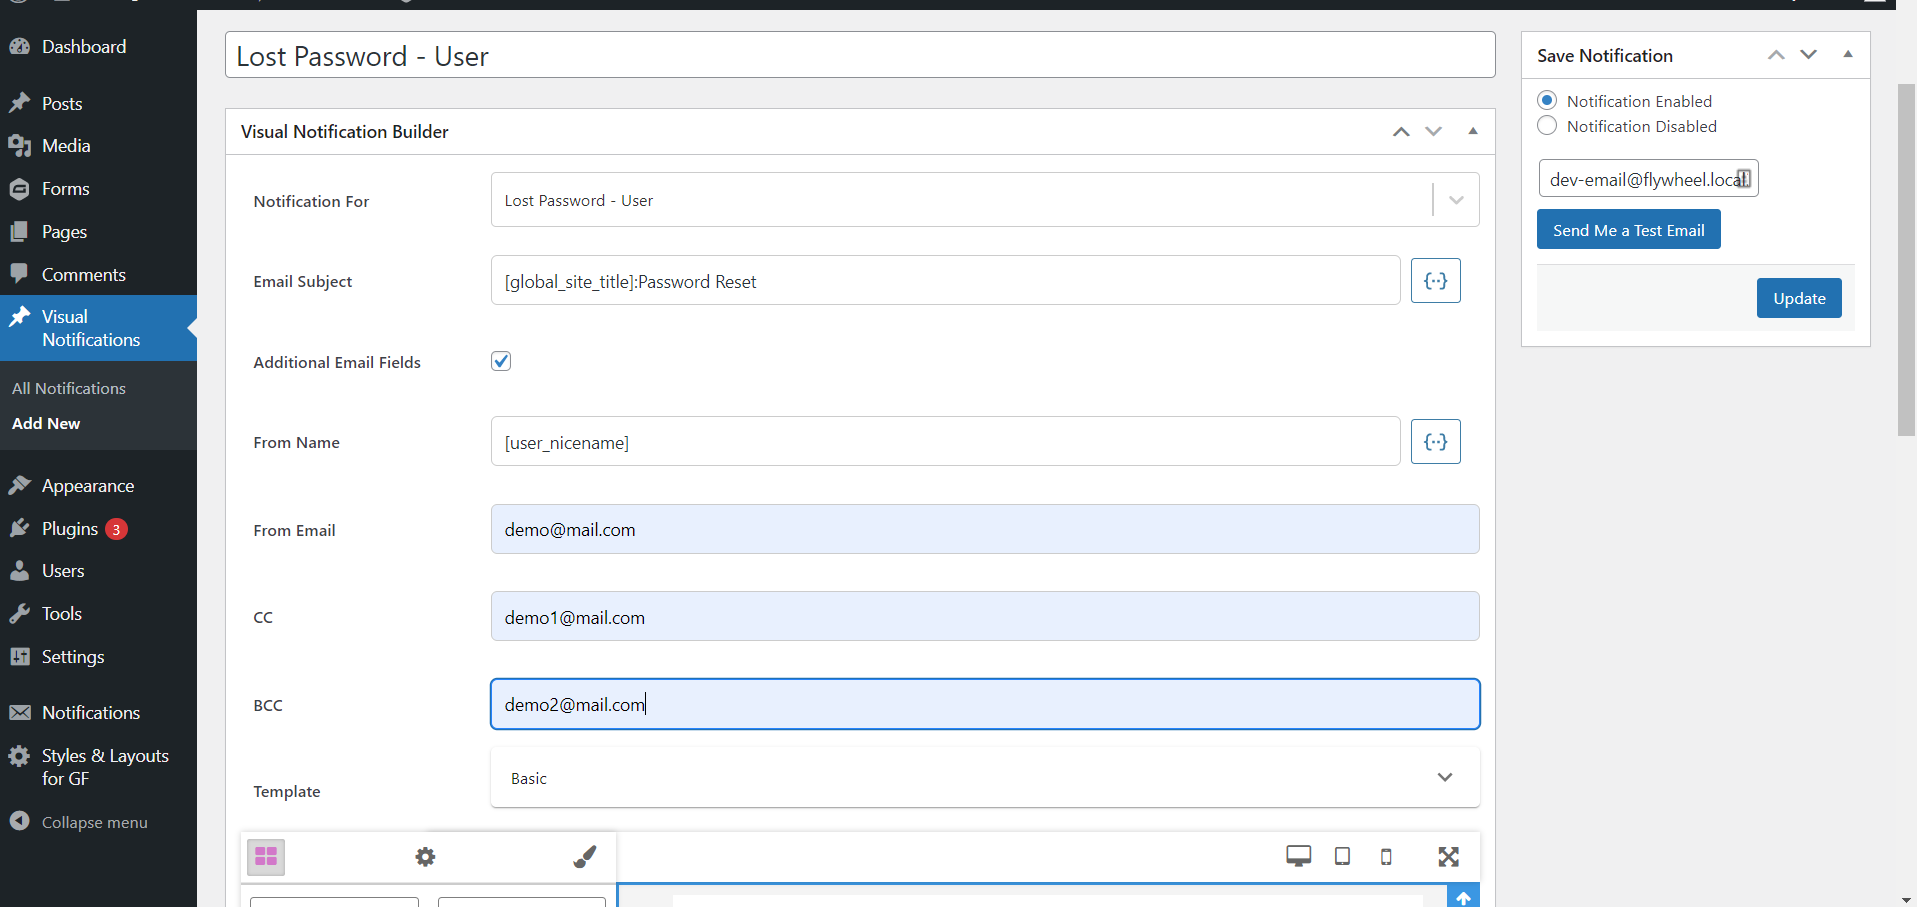 Dashboard
Posts
Media
Forms
Pages
Comments
Visual
Notifications
All Notifications
Add New
Appearance
Plugins 3
Users
Tools
Settings
Notifications
Styles & Layouts
for GF
Collapse menu
Lost Password - User
Visual Notification Builder
Notification For
Lost Password - User
Email Subject
[global_site_title]:Password Reset
{··}
Additional Email Fields
From Name
[user_nicename]
{··}
From Email
demo@mail.com
CC
demo1@mail.com
BCC
demo2@mail.com
Template
Basic
Save Notification
Notification Enabled
Notification Disabled
dev-email@flywheel.local
Send Me a Test Email
Update